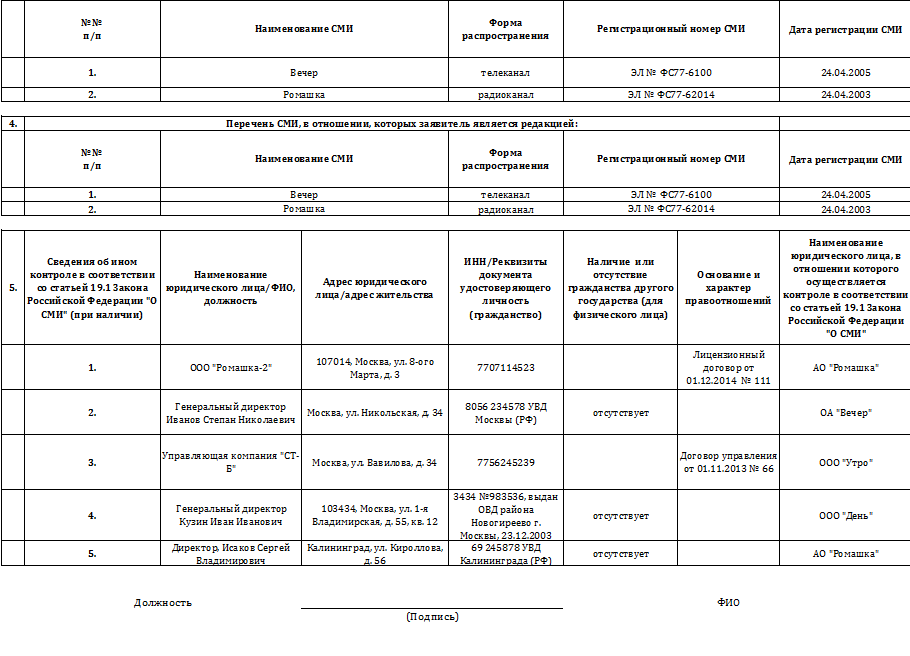 №№
п/п
Наименование СМИ
Форма
распространения
Регистрационный номер СМИ
Дата регистрации СМИ
1.
Вечер
телеканал
ЭЛ № ФС77-6100
24.04.2005
2.
Ромашка
радиоканал
ЭЛ № ФС77-62014
24.04.2003
4.
Перечень СМИ, в отношении, которых заявитель является редакцией:
№№
п/п
Наименование СМИ
Форма
распространения
Регистрационный номер СМИ
Дата регистрации СМИ
1.
Вечер
телеканал
ЭЛ № ФС77-6100
24.04.2005
2.
Ромашка
радиоканал
ЭЛ № ФС77-62014
24.04.2003
5.
Сведения об ином
контроле в соответствии
со статьей 19.1 Закона
Российской Федерации "О
СМИ" (при наличии)
Наименование
юридического лица/ФИО,
должность
Адрес юридического
лица/адрес жительства
ИНН/Реквизиты
документа
удостоверяющего
личность
(гражданство)
Наличие или
отсутствие
гражданства другого
государства (для
физического лица)
Основание и
характер
правоотношений
Наименование
юридического лица, в
отношении которого
осуществляется
контроле в соответствии
со статьей 19.1 Закона
Российской Федерации
"О СМИ"
1.
ООО "Ромашка-2"
107014, Москва, ул. 8-ого
Марта, д. 3
7707114523
Лицензионный
договор от
01.12.2014 № 111
АО "Ромашка"
2.
Генеральный директор
Иванов Степан Николаевич
Москва, ул. Никольская, д. 34
8056 234578 УВД
Москвы (РФ)
отсутствует
ОА "Вечер"
3.
Управляющая компания "СТ-
Б"
Москва, ул. Вавилова, д. 34
7756245239
Договор управления
от 01.11.2013 № 66
ООО "Утро"
4.
Генеральный директор
Кузин Иван Иванович
103434, Москва, ул. 1-я
Владимирская, д. 55, кв. 12
3434 №983536, выдан
ОВД района
Новогиреево г.
Москвы, 23.12.2003
отсутствует
ООО "День"
5.
Директор, Исаков Сергей
Владимирович
Калининград, ул. Кироллова,
д. 56
69 245878 УВД
Калининграда (РФ)
отсутствует
АО "Ромашка"
Должность
ФИО
(Подпись)